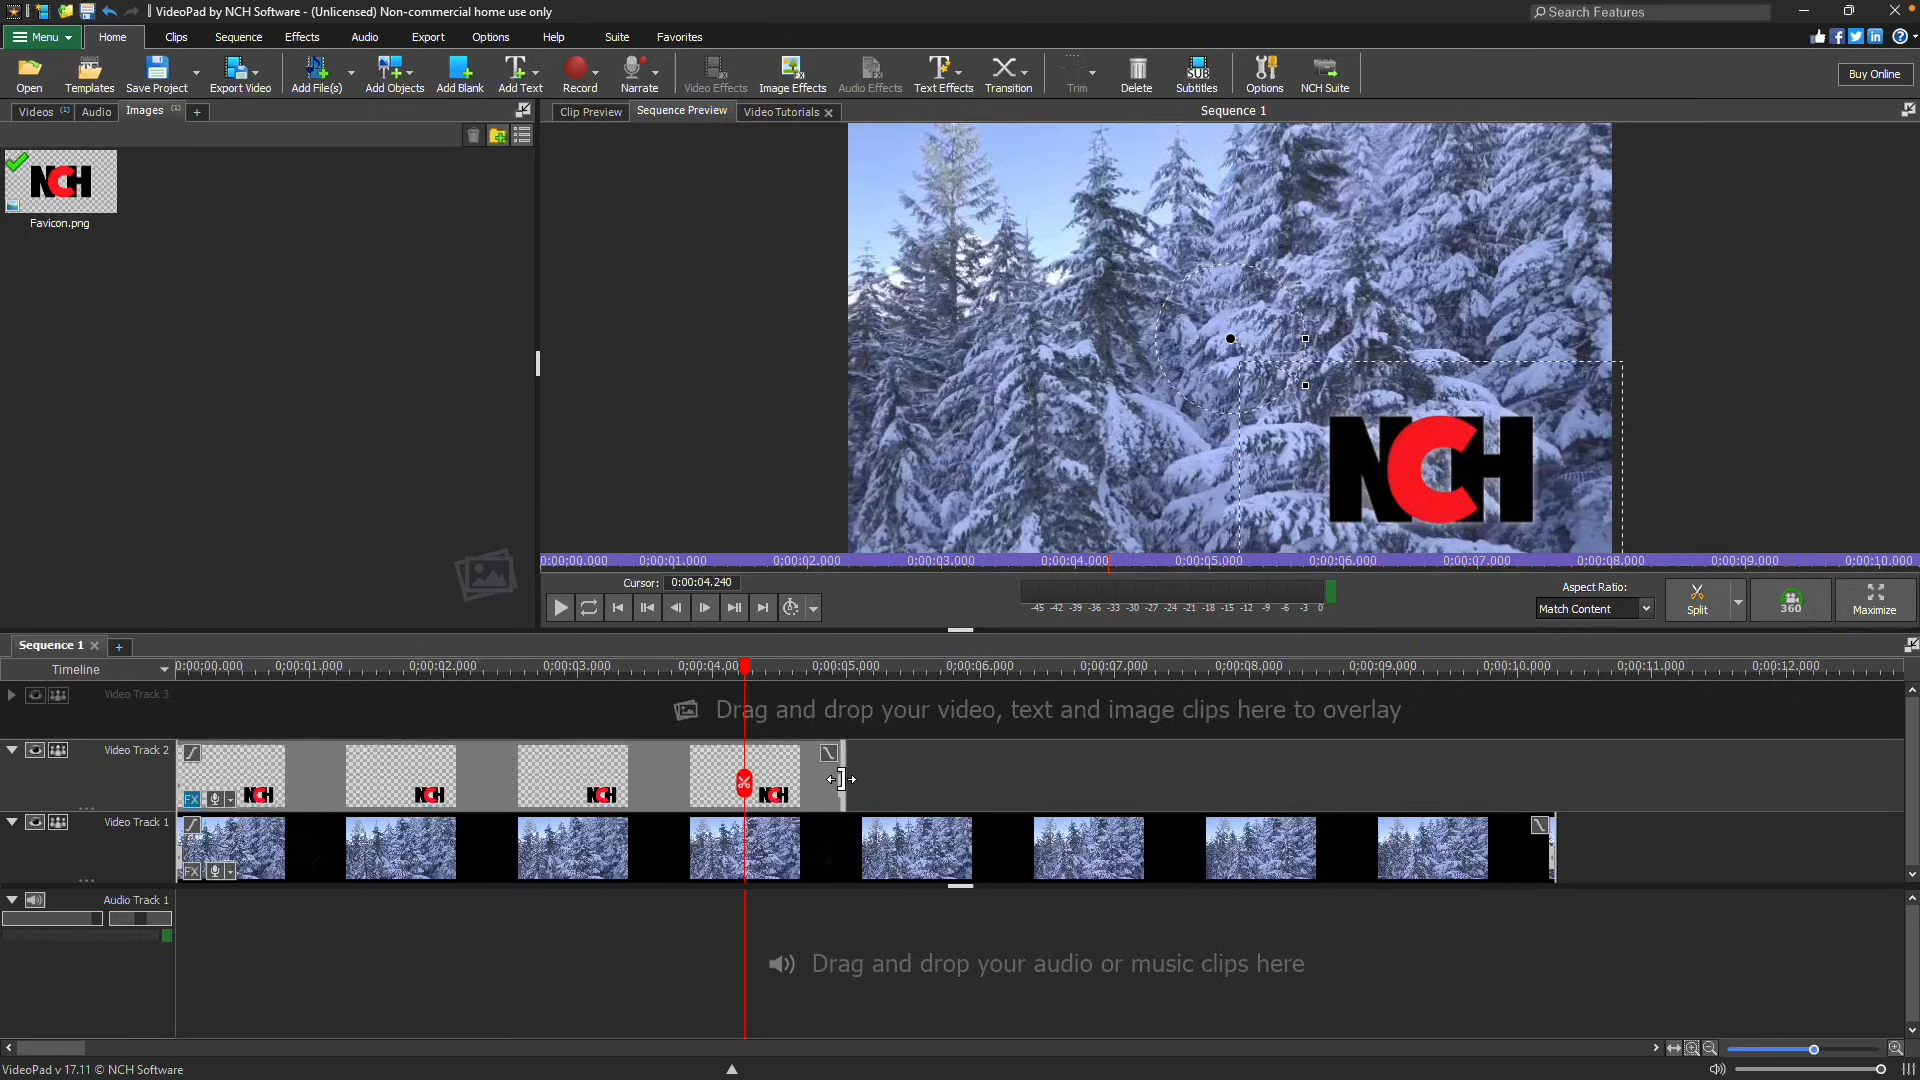 VideoPad by NCH Software - (Unlicensed) Non-commercial home use only
Search Features
Menu Home Clips Sequence Effects Audio Export Options Help Suite Favorites
Open Templates Save Project Export Video Add File(s) Add Objects Add Blank Add Text Record Narrate Video Effects Image Effects Audio Effects Text Effects Transition Trim Delete Subtitles Options NCH Suite Buy Online
SUB
Videos (1) Audio Images (1) +
Clip Preview Sequence Preview Video Tutorials Sequence 1
NCH
Favicon.png
NCH
0:00:00.000 0:00:01.000 0:00:02.000 0:00:03.000 0:00:04.000 0:00:05.000 0:00:06.000 0:00:07.000 0:00:08.000 0:00:09.000 0:00:10.000
Cursor: 0:00:04.240
-45 -42 -39 -36 -33 -30 -27 -24 -21 -18 -15 -12 -9 -6 -3 0
Aspect Ratio:
Match Content
Split
360
Maximize
Sequence 1 +
Timeline
0:00:00.000 0:00:01.000 0:00:02.000 0:00:03.000 0:00:04.00 0:00:05.000 0:00:06.000 0:00:07.000 0:00:08.000 0:00:09.000 0:00:10.000 0:00:11.000 0:00:12.000
Video Track 3
Drag and drop your video, text and image clips here to overlay
Video Track 2
FX NCH NCH NCH NCH
Video Track 1
FX
Audio Track 1
Drag and drop your audio or music clips here
VideoPad v 17.11 © NCH Software